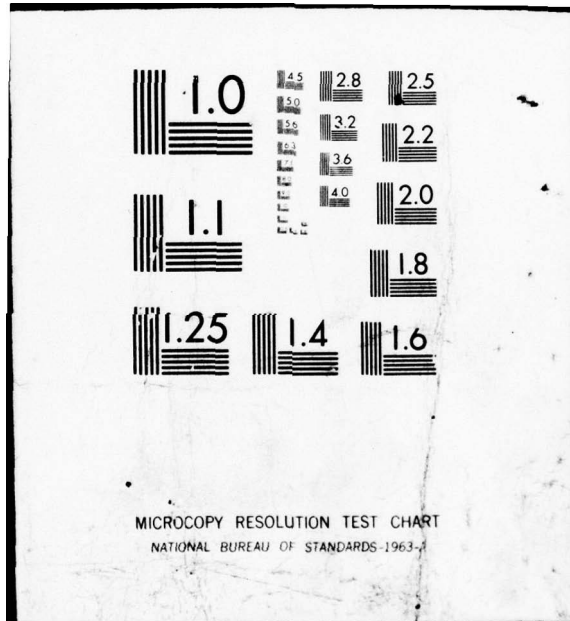 1.0
4.5 2.8 2.5
5.0
5.6 3.2 2.2
6.3
3.6
4.0 2.0
1.1
1.8
1.25 1.4 1.6
MICROCOPY RESOLUTION TEST CHART
NATIONAL BUREAU OF STANDARDS-1963-A